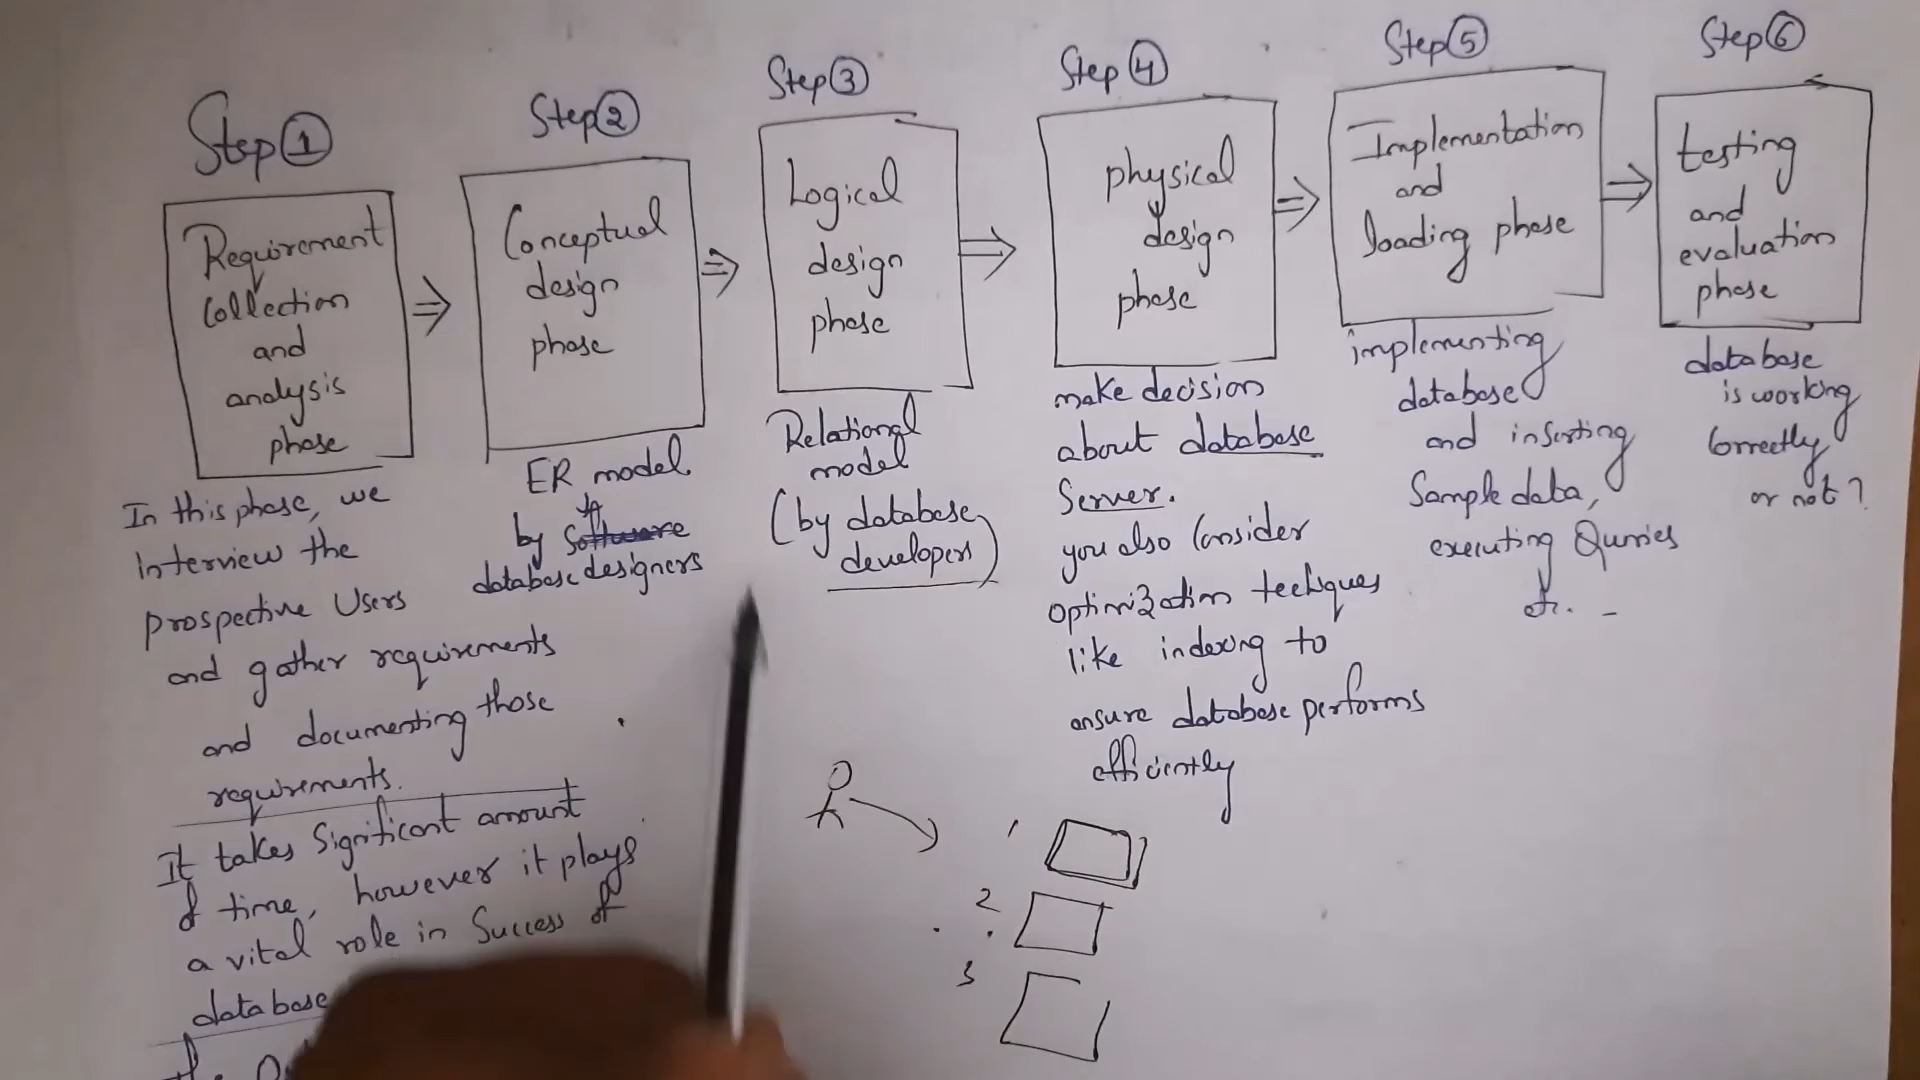 Step 1
Requirement
collection
and
analysis
phase
In this phase, we
interview the
prospective Users
and gather requirements
and documenting those
requirements.
It takes Significant amount
of time, however it plays
a vital role in Success of
database
Step 2
Conceptual
design
phase
ER model
by Software
database designers
Step 3
Logical
design
phase
Relational
model
(by database
developers)
Step 4
physical
design
phase
make decision
about database
Server.
you also Consider
optimization techiques
like indexing to
ensure database performs
efficiently
1
2
3
Step 5
Implementation
and
loading phase
implementing
database
and inserting
Sample data,
executing Quries
etc. -
Step 6
testing
and
evaluation
phase
database
is working
Correctly
or not?